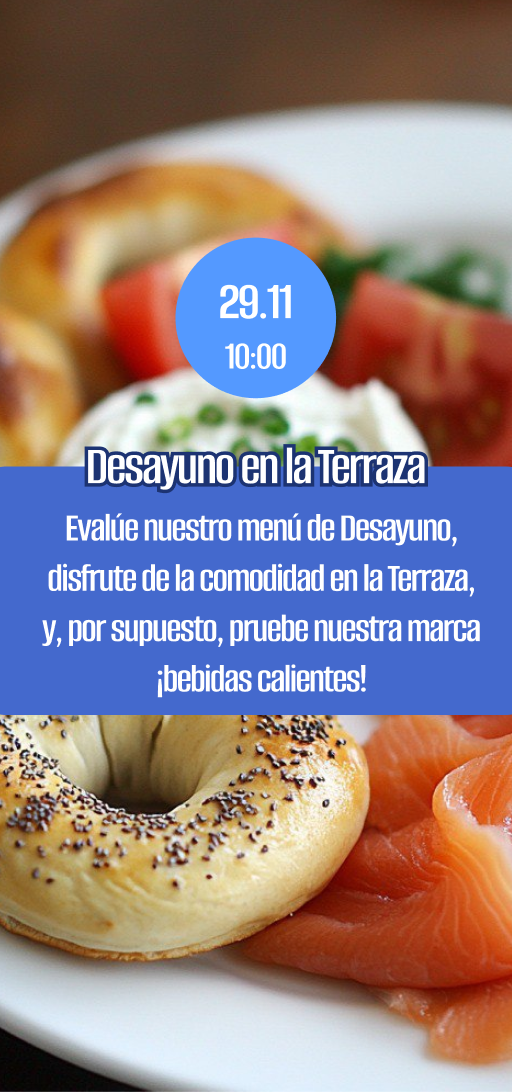 29.11
10:00
Desayuno en la Terraza
Evalúe nuestro menú de Desayuno,
disfrute de la comodidad en la Terraza,
y, por supuesto, pruebe nuestra marca
¡bebidas calientes!